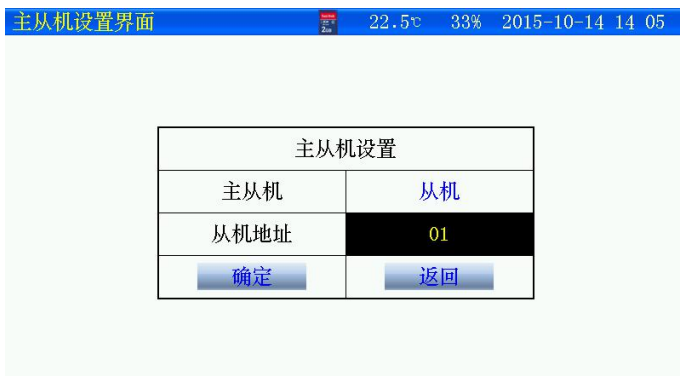 主从机设置界面 22.5℃ 33% 2015-10-14 14 05
主从机设置
主从机 从机
从机地址 01
确定 返回